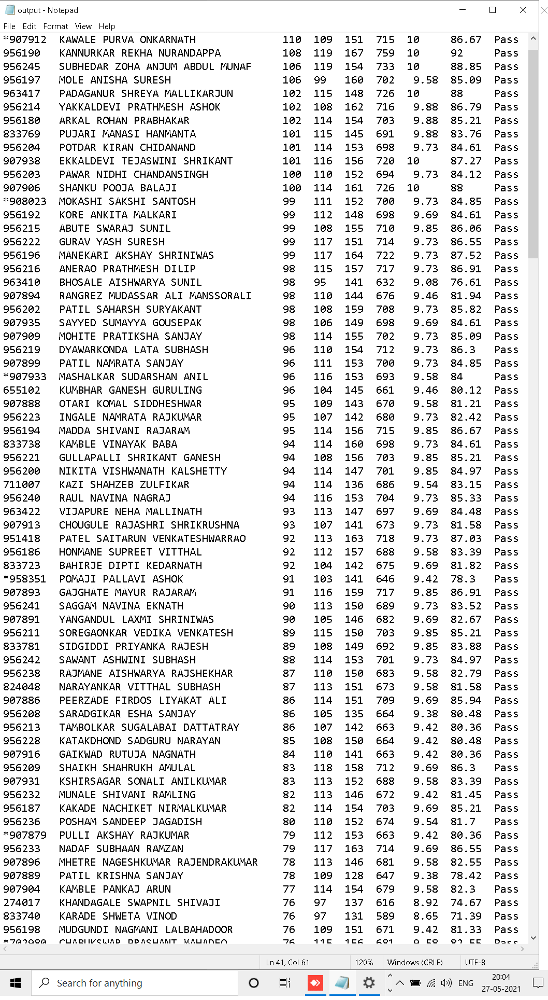 output - Notepad
File Edit Format View Help
*907912 KAWALE PURVA ONKARNATH 110 109 151 715 10 86.67 Pass
956190 KANNURKAR REKHA NURANDAPPA 108 119 167 759 10 92 Pass
956245 SUBHEDAR ZOHA ANJUM ABDUL MUNAF 106 119 154 733 10 88.85 Pass
956197 MOLE ANISHA SURESH 106 99 160 702 9.58 85.09 Pass
963417 PADAGANUR SHREYA MALLIKARJUN 102 115 148 726 10 88 Pass
956214 YAKKALDEVI PRATHMESH ASHOK 102 108 162 716 9.88 86.79 Pass
956180 ARKAL ROHAN PRABHAKAR 102 114 154 703 9.88 85.21 Pass
833769 PUJARI MANASI HANMANTA 101 115 145 691 9.88 83.76 Pass
956204 POTDAR KIRAN CHIDANAND 101 114 153 698 9.73 84.61 Pass
907938 EKKALDEVI TEJASWINI SHRIKANT 101 116 156 720 10 87.27 Pass
956203 PAWAR NIDHI CHANDANSINGH 100 110 152 694 9.73 84.12 Pass
907906 SHANKU POOJA BALAJI 100 114 161 726 10 88 Pass
*908023 MOKASHI SAKSHI SANTOSH 99 111 152 700 9.73 84.85 Pass
956192 KORE ANKITA MALKARI 99 112 148 698 9.69 84.61 Pass
956215 ABUTE SWARAJ SUNIL 99 108 155 710 9.85 86.06 Pass
956222 GURAV YASH SURESH 99 117 151 714 9.73 86.55 Pass
956196 MANEKARI AKSHAY SHRINIWAS 99 117 164 722 9.73 87.52 Pass
956216 ANERAO PRATHMESH DILIP 98 115 157 717 9.73 86.91 Pass
963410 BHOSALE AISHWARYA SUNIL 98 95 141 632 9.08 76.61 Pass
907894 RANGREZ MUDASSAR ALI MANSSORALI 98 110 144 676 9.46 81.94 Pass
956202 PATIL SAHARSH SURYAKANT 98 108 159 708 9.73 85.82 Pass
907935 SAYYED SUMAYYA GOUSEPAK 98 106 149 698 9.69 84.61 Pass
907909 MOHITE PRATIKSHA SANJAY 98 114 155 702 9.73 85.09 Pass
956219 DYAWARKONDA LATA SUBHASH 96 110 154 712 9.73 86.3 Pass
907899 PATIL NAMRATA SANJAY 96 111 153 700 9.73 84.85 Pass
*907933 MASHALKAR SUDARSHAN ANIL 96 116 153 693 9.58 84 Pass
655102 KUMBHAR GANESH GURULING 96 104 145 661 9.46 80.12 Pass
907888 OTARI KOMAL SIDDHESHWAR 95 109 143 670 9.58 81.21 Pass
956223 INGALE NAMRATA RAJKUMAR 95 107 142 680 9.73 82.42 Pass
956194 MADDA SHIVANI RAJARAM 95 114 156 715 9.85 86.67 Pass
833738 KAMBLE VINAYAK BABA 94 114 160 698 9.73 84.61 Pass
956221 GULLAPALLI SHRIKANT GANESH 94 108 156 703 9.85 85.21 Pass
956200 NIKITA VISHWANATH KALSHETTY 94 114 147 701 9.85 84.97 Pass
711007 KAZI SHAHZEB ZULFIKAR 94 114 136 686 9.54 83.15 Pass
956240 RAUL NAVINA NAGRAJ 94 116 153 704 9.73 85.33 Pass
963422 VIJAPURE NEHA MALLINATH 93 113 147 697 9.69 84.48 Pass
907913 CHOUGULE RAJASHRI SHRIKRUSHNA 93 107 141 673 9.73 81.58 Pass
951418 PATEL SAITARUN VENKATESHWARRAO 92 113 163 718 9.73 87.03 Pass
956186 HONMANE SUPREET VITTHAL 92 112 157 688 9.58 83.39 Pass
833723 BAHIRJE DIPTI KEDARNATH 92 104 142 675 9.69 81.82 Pass
*958351 POMAJI PALLAVI ASHOK 91 103 141 646 9.42 78.3 Pass
907893 GAJGHATE MAYUR RAJARAM 91 116 159 717 9.85 86.91 Pass
956241 SAGGAM NAVINA EKNATH 90 113 150 689 9.73 83.52 Pass
907891 YANGANDUL LAXMI SHRINIWAS 90 105 146 682 9.69 82.67 Pass
956211 SOREGAONKAR VEDIKA VENKATESH 89 115 150 703 9.85 85.21 Pass
833781 SIDGIDDI PRIYANKA RAJESH 89 108 149 692 9.85 83.88 Pass
956242 SAWANT ASHWINI SUBHASH 88 114 153 701 9.73 84.97 Pass
956238 RAJMANE AISHWARYA RAJSHEKHAR 87 110 150 683 9.58 82.79 Pass
824048 NARAYANKAR VITTHAL SUBHASH 87 113 151 673 9.58 81.58 Pass
907886 PEERZADE FIRDOS LIYAKAT ALI 86 114 151 709 9.69 85.94 Pass
956208 SARADGIKAR ESHA SANJAY 86 105 135 664 9.38 80.48 Pass
956213 TAMBOLKAR SUGALABAI DATTATRAY 86 107 142 663 9.42 80.36 Pass
956228 KATAKDHOND SADGURU NARAYAN 85 108 150 664 9.42 80.48 Pass
907916 GAIKWAD RUTUJA NAGNATH 84 110 141 663 9.42 80.36 Pass
956209 SHAIKH SHAHRUKH AMULAL 83 118 158 712 9.69 86.3 Pass
907931 KSHIRSAGAR SONALI ANILKUMAR 83 113 152 688 9.58 83.39 Pass
956232 MUNALE SHIVANI RAMLING 82 113 146 672 9.42 81.45 Pass
956187 KAKADE NACHIKET NIRMALKUMAR 82 114 154 703 9.69 85.21 Pass
956236 POSHAM SANDEEP JAGADISH 80 110 152 674 9.54 81.7 Pass
*907879 PULLI AKSHAY RAJKUMAR 79 112 153 663 9.42 80.36 Pass
956233 NADAF SUBHAAN RAMZAN 79 117 163 714 9.69 86.55 Pass
907896 MHETRE NAGESHKUMAR RAJENDRAKUMAR 78 113 146 681 9.58 82.55 Pass
907889 PATIL KRISHNA SANJAY 78 109 128 647 9.38 78.42 Pass
907904 KAMBLE PANKAJ ARUN 77 114 154 679 9.58 82.3 Pass
274017 KHANDAGALE SWAPNIL SHIVAJI 76 97 137 616 8.92 74.67 Pass
833740 KARADE SHWETA VINOD 76 97 131 589 8.65 71.39 Pass
956198 MUDGUNDI NAGMANI LALBAHADOOR 76 109 151 671 9.42 81.33 Pass
*702980 CHABUKSWAR PRASHANT MAHADEO 76 115 156 681 9.58 82.55 Pass
Ln 41, Col 61 120% Windows (CRLF) UTF-8
Search for anything
ENG
20:04
27-05-2021